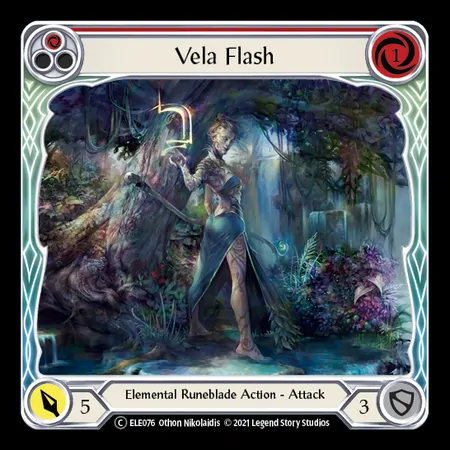 Vela Flash
1
Elemental Runeblade Action - Attack
5
3
C ELE076 Othon Nikolaidis © 2021 Legend Story Studios